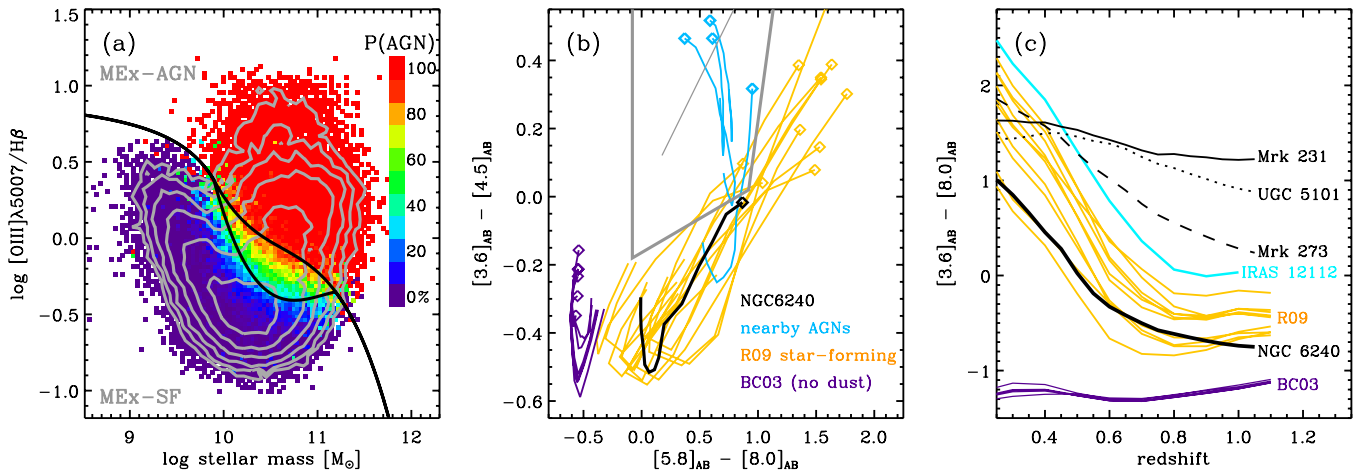 (a)
P(AGN)
MEx-AGN
100
80
60
40
20
0%
MEx-SF
1.5
1.0
0.5
0.0
-0.5
-1.0
log [OIII]λ5007/Hβ
9 10 11 12
log stellar mass [M⊙]
(b)
0.4
0.2
0.0
-0.2
-0.4
-0.6
[3.6]AB - [4.5]AB
NGC6240
nearby AGNs
R09 star-forming
BC03 (no dust)
-0.5 0.0 0.5 1.0 1.5 2.0
[5.8]AB - [8.0]AB
(c)
2
1
0
-1
[3.6]AB - [8.0]AB
Mrk 231
UGC 5101
Mrk 273
IRAS 12112
R09
NGC 6240
BC03
0.4 0.6 0.8 1.0 1.2
redshift